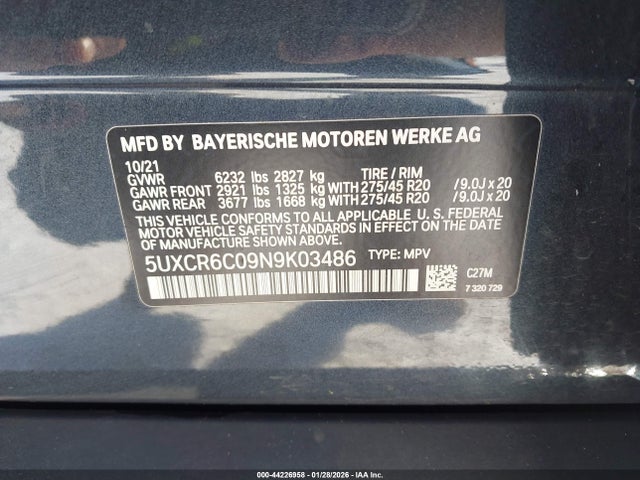 MFD BY BAYERISCHE MOTOREN WERKE AG
10/21
GVWR 6232 lbs 2827 kg TIRE / RIM
GAWR FRONT 2921 lbs 1325 kg WITH 275/45 R20 / 9.0J x 20
GAWR REAR 3677 lbs 1668 kg WITH 275/45 R20 / 9.0J x 20
THIS VEHICLE CONFORMS TO ALL APPLICABLE U. S. FEDERAL
MOTOR VEHICLE SAFETY STANDARDS IN EFFECT ON THE DATE
OF MANUFACTURE SHOWN ABOVE.
5UXCR6C09N9K03486 TYPE: MPV
C27M
7 320 729
000-44226958 | 01/28/2026 | IAA Inc.